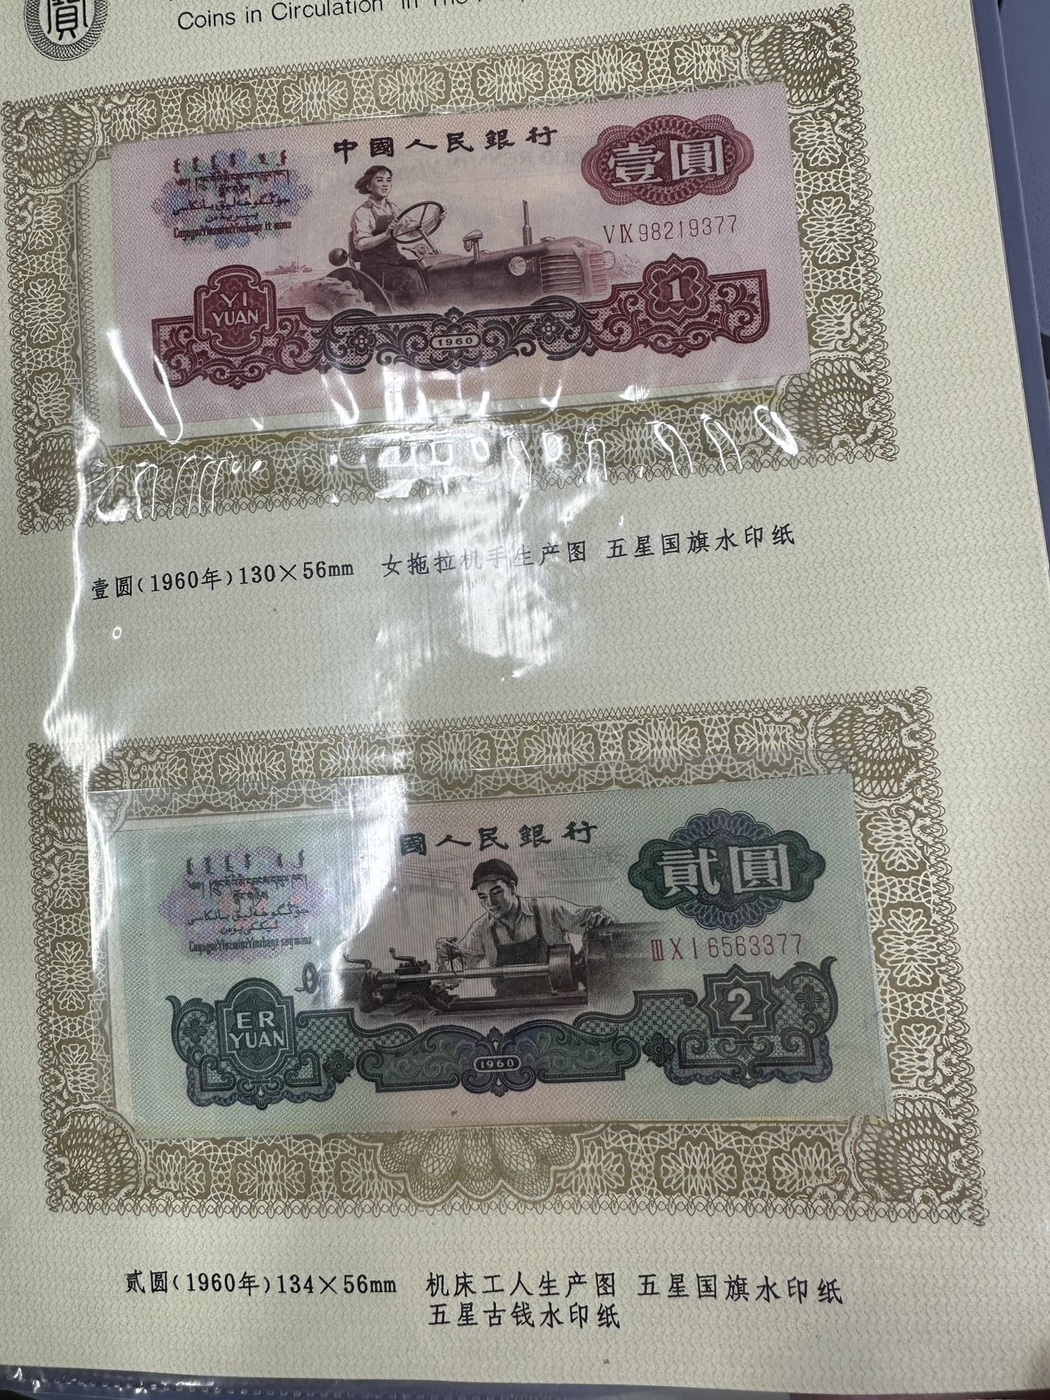 Coins in Circulation
中國人民銀行
壹圓
ⅤⅨ98219377
YI
YUAN
1
1960
壹圆(1960年)130×56mm 女拖拉机手生产图 五星国旗水印纸
國人民銀行
貳圓
ⅢⅩⅠ6563377
ER
YUAN
2
1960
贰圆(1960年)134×56mm 机床工人生产图 五星国旗水印纸
五星古钱水印纸